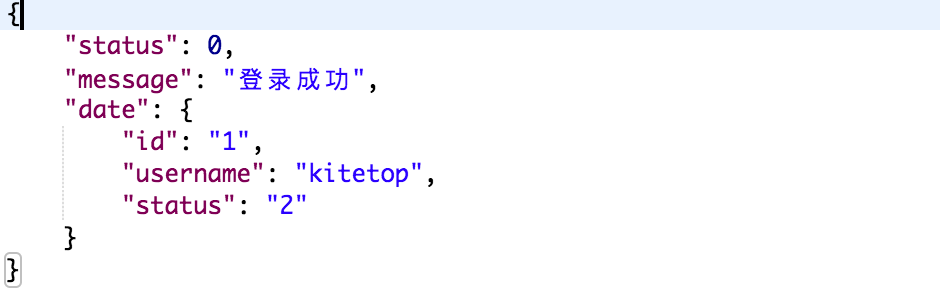 {
    "status": 0,
    "message": "登录成功",
    "date": {
        "id": "1",
        "username": "kitetop",
        "status": "2"
    }
}